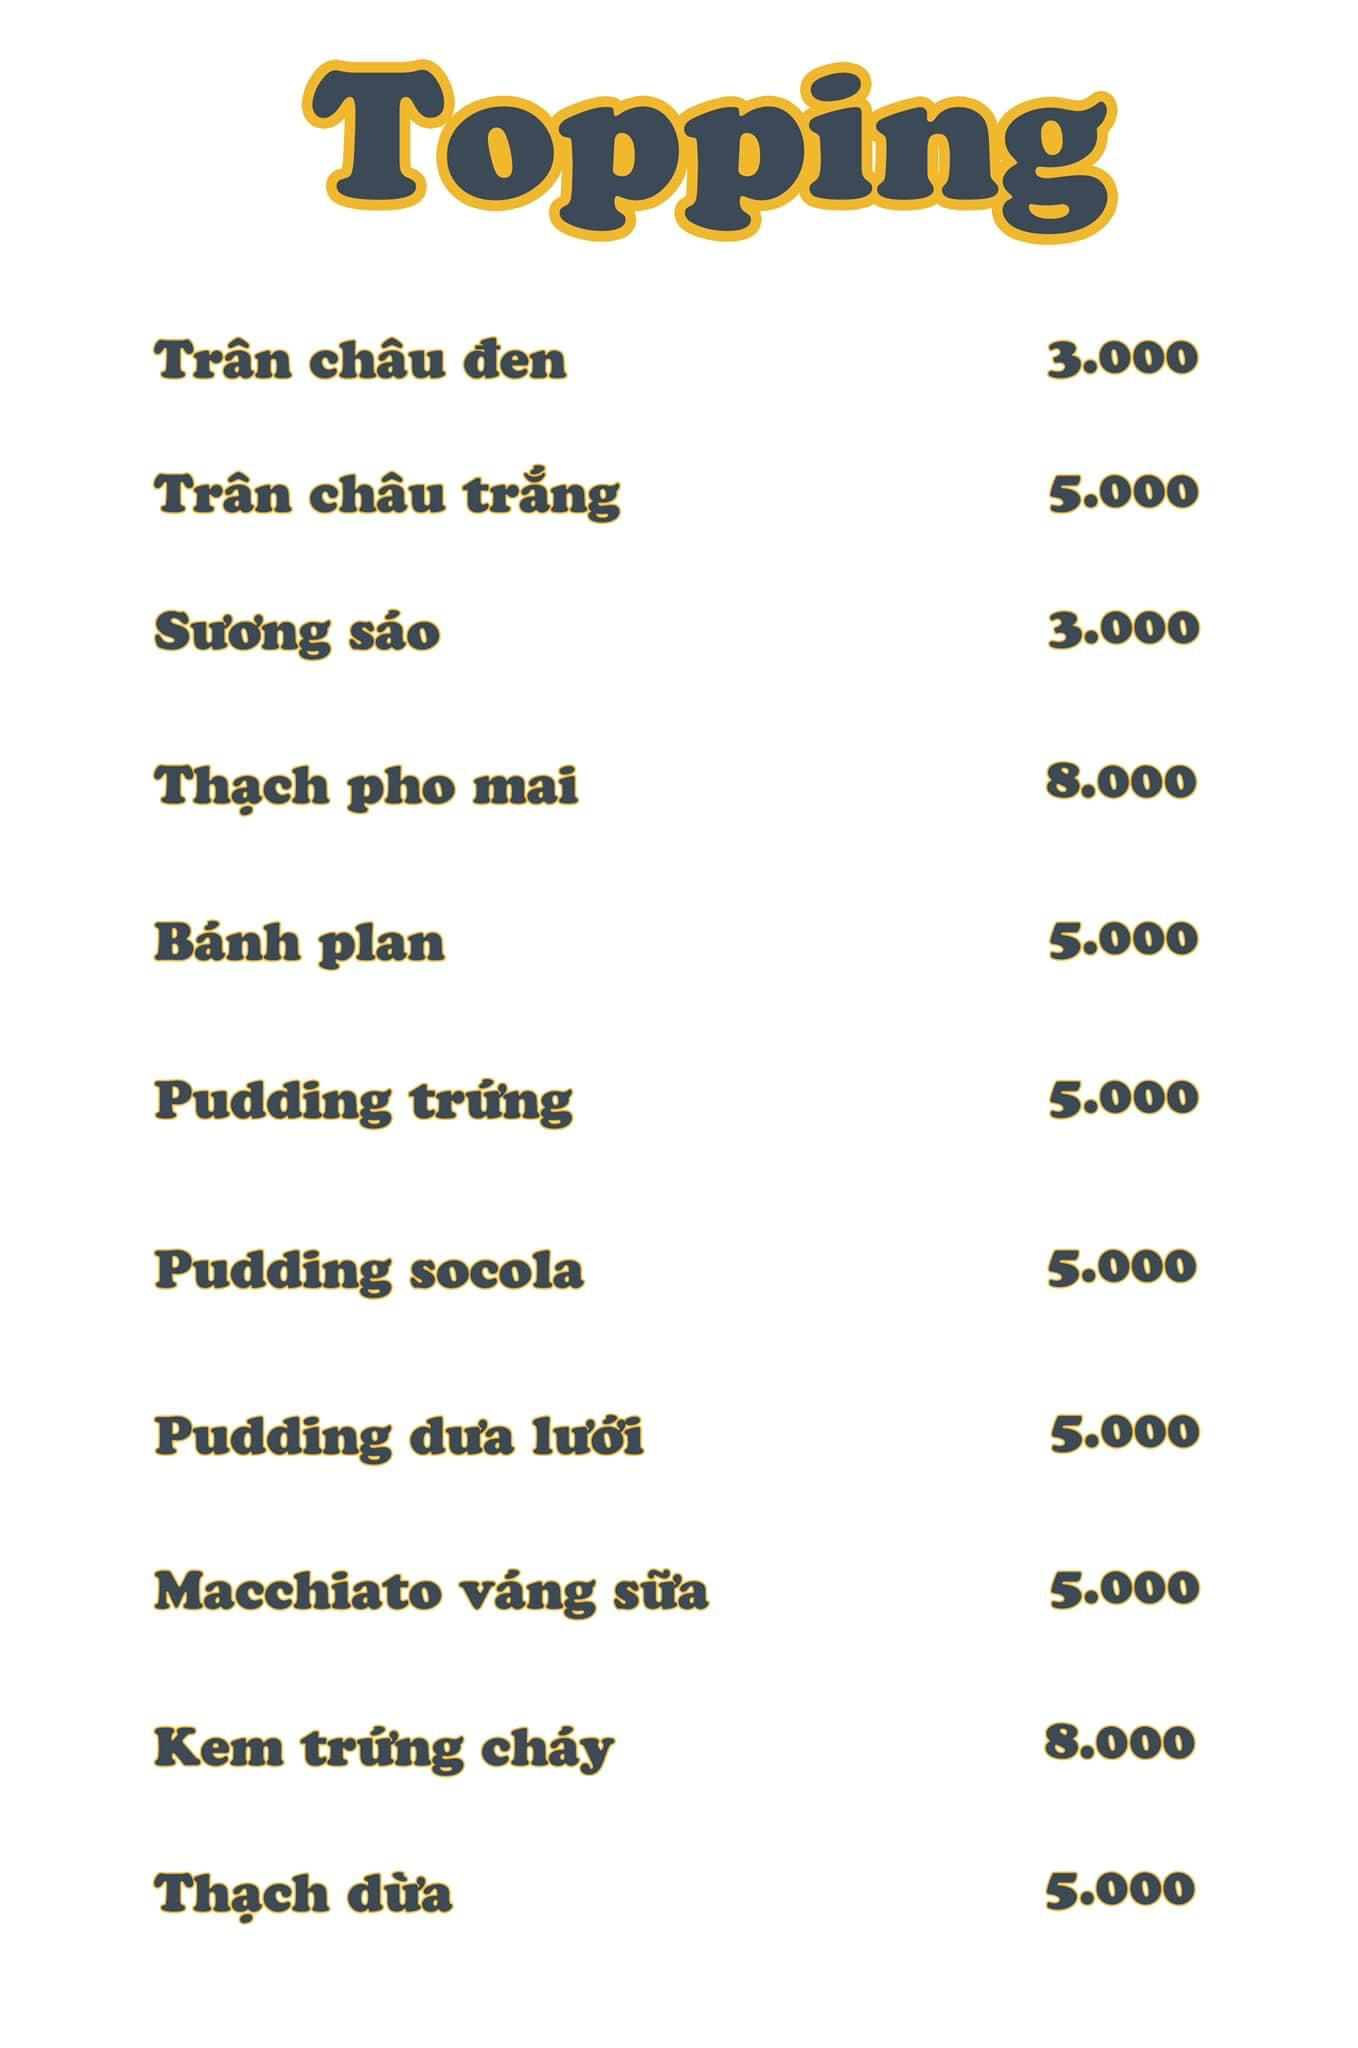 Topping
Trân châu đen 3.000
Trân châu trắng 5.000
Sương sáo 3.000
Thạch pho mai 8.000
Bánh plan 5.000
Pudding trứng 5.000
Pudding socola 5.000
Pudding dưa lưới 5.000
Macchiato váng sữa 5.000
Kem trứng cháy 8.000
Thạch dừa 5.000